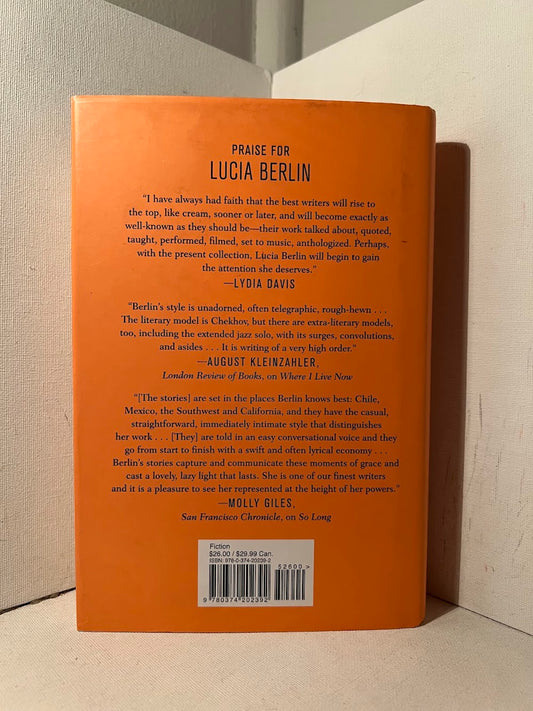 PRAISE FOR
LUCIA BERLIN
“I have always had faith that the best writers will rise to
the top, like cream, sooner or later, and will become exactly as
well-known as they should be—their work talked about, quoted,
taught, performed, filmed, set to music, anthologized. Perhaps,
with the present collection, Lucia Berlin will begin to gain
the attention she deserves.”
—LYDIA DAVIS
“Berlin’s style is unadorned, often telegraphic, rough-hewn . . .
The literary model is Chekhov, but there are extra-literary models,
too, including the extended jazz solo, with its surges, convolutions,
and asides . . . It is writing of a very high order.”
—AUGUST KLEINZAHLER,
London Review of Books, on Where I Live Now
“[The stories] are set in the places Berlin knows best: Chile,
Mexico, the Southwest and California, and they have the casual,
straightforward, immediately intimate style that distinguishes
her work . . . [They] are told in an easy conversational voice and they
go from start to finish with a swift and often lyrical economy . . .
Berlin’s stories capture and communicate these moments of grace and
cast a lovely, lazy light that lasts. She is one of our finest writers
and it is a pleasure to see her represented at the height of her powers.”
—MOLLY GILES,
San Francisco Chronicle, on So Long
Fiction
$26.00 / $29.99 Can.
ISBN: 978-0-374-20239-2
52600>
9 780374 202392